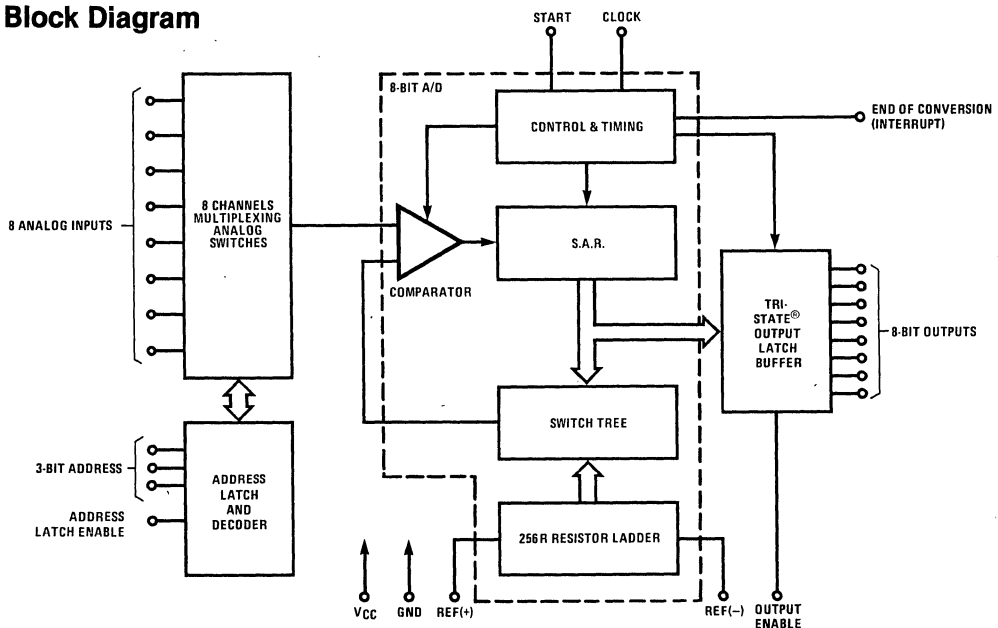 Block Diagram
START
CLOCK
8-BIT A/D
CONTROL & TIMING
END OF CONVERSION
(INTERRUPT)
8 ANALOG INPUTS
8 CHANNELS
MULTIPLEXING
ANALOG
SWITCHES
COMPARATOR
S.A.R.
TRI-
STATE®
OUTPUT
LATCH
BUFFER
8-BIT OUTPUTS
SWITCH TREE
3-BIT ADDRESS
ADDRESS
LATCH ENABLE
ADDRESS
LATCH
AND
DECODER
256R RESISTOR LADDER
VCC
GND
REF(+)
REF(−)
OUTPUT
ENABLE